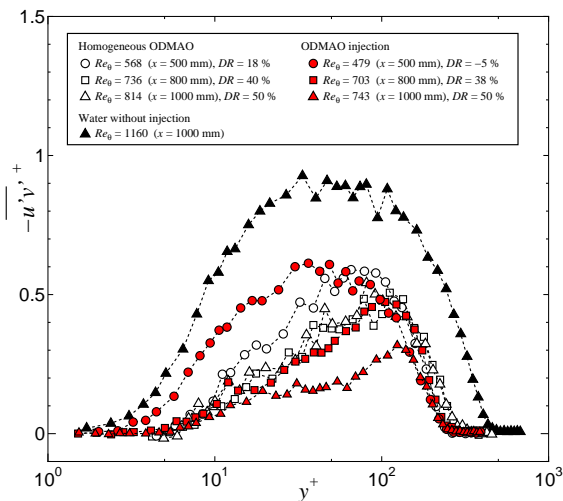 1.5
Homogeneous ODMAO ODMAO injection
Reθ = 568 (x = 500 mm), DR = 18 % Reθ = 479 (x = 500 mm), DR = −5 %
Reθ = 736 (x = 800 mm), DR = 40 % Reθ = 703 (x = 800 mm), DR = 38 %
Reθ = 814 (x = 1000 mm), DR = 50 % Reθ = 743 (x = 1000 mm), DR = 50 %
Water without injection
Reθ = 1160 (x = 1000 mm)
1
−u'v' +
0.5
0
10⁰ 10¹ 10² 10³
y⁺